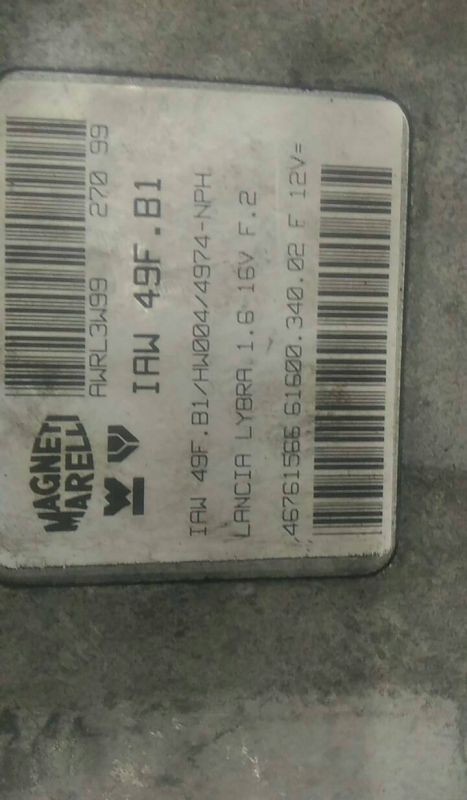 MAGNETI
MARELLI
AWRL3W99 270 99
IAW 49F.B1
IAW 49F.B1/HW004/4974-NPH
LANCIA LYBRA 1.6 16V F.2
46761586 61600.340.02 F 12V=